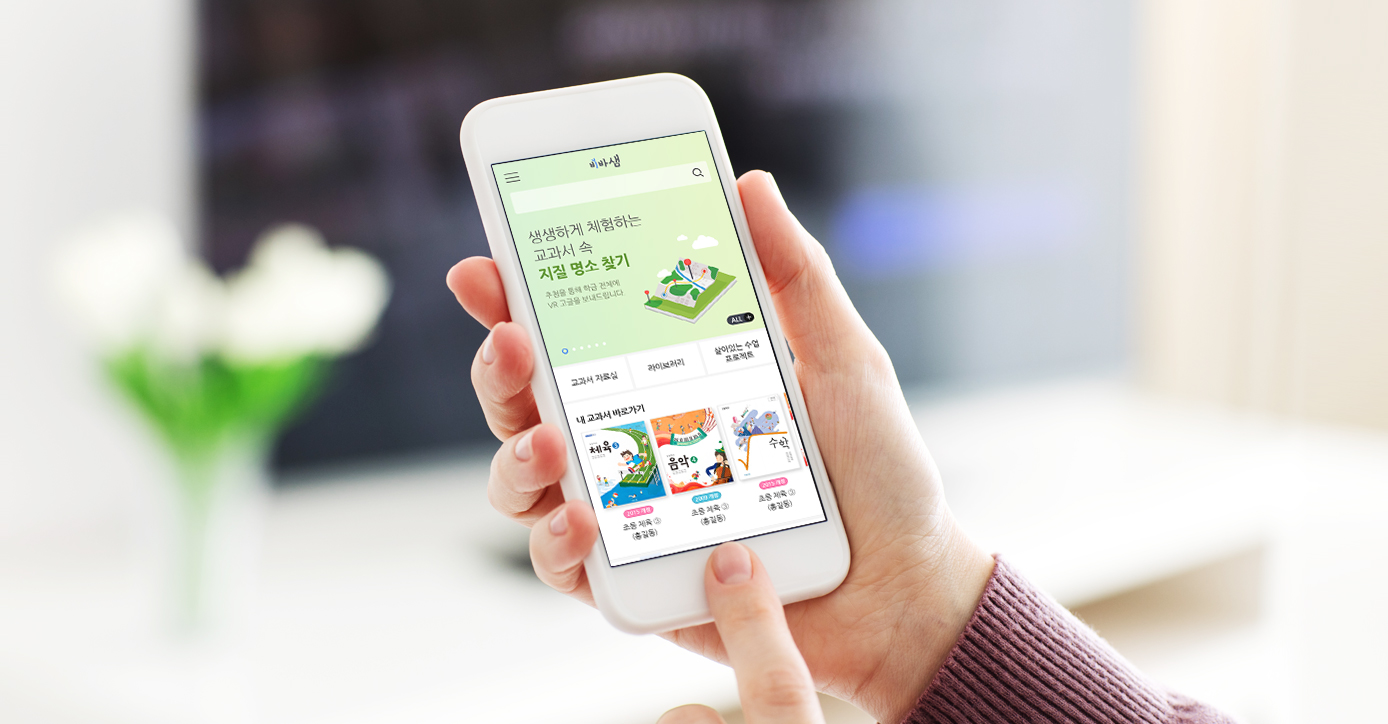 비바샘
생생하게 체험하는
교과서 속
지질 명소 찾기
추첨을 통해 학급 전체에
VR 고글을 보내드립니다.
ALL +
교과서 자료실
라이브러리
살아있는 수업
프로젝트
내 교과서 바로가기
체육 3
음악 4
수학
2015 개정
2019 개정
2015 개정
초등 체육 ③
(홍길동)
초등 체육 ③
(홍길동)
초등 체육 ③
(홍길동)